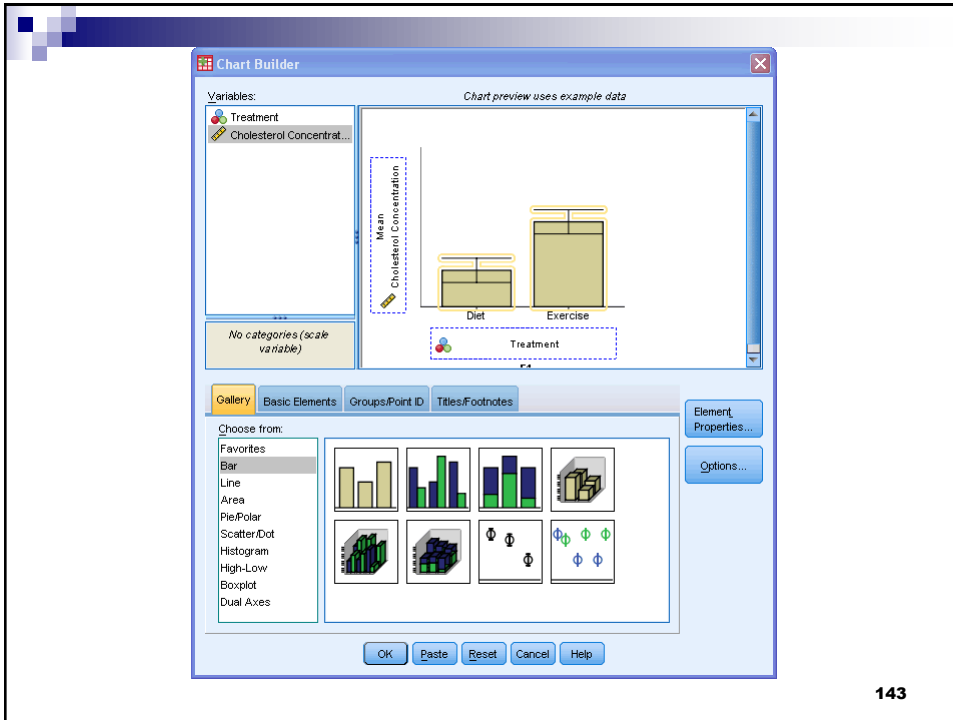 Chart Builder
Variables:
Chart preview uses example data
Treatment
Cholesterol Concentrat...
Mean
Cholesterol Concentration
Diet Exercise
Treatment
No categories (scale
variable)
Gallery Basic Elements Groups/Point ID Titles/Footnotes
Element
Properties...
Options...
Choose from:
Favorites
Bar
Line
Area
Pie/Polar
Scatter/Dot
Histogram
High-Low
Boxplot
Dual Axes
OK Paste Reset Cancel Help
143